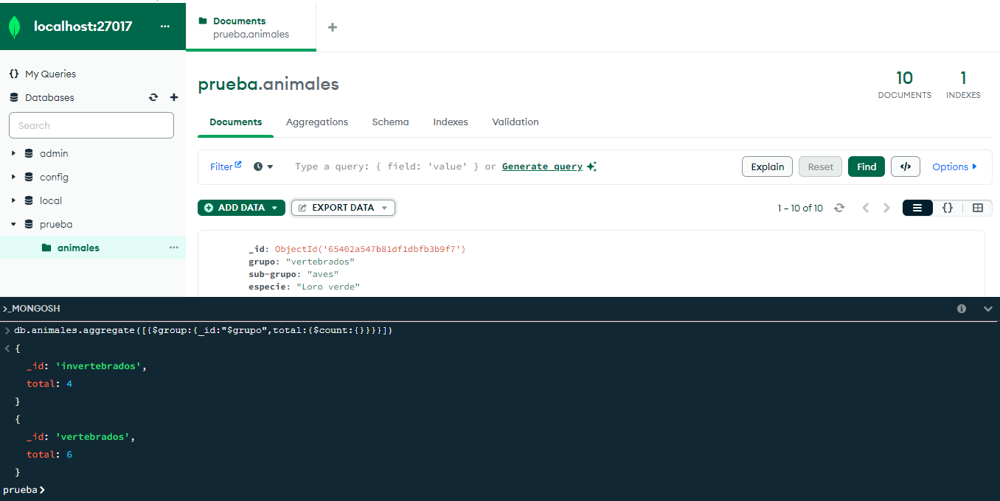 localhost:27017
Documents
prueba.animales
My Queries
Databases
Search
admin
config
local
prueba
animales
prueba.animales
10
DOCUMENTS
1
INDEXES
Documents Aggregations Schema Indexes Validation
Filter Type a query: { field: 'value' } or Generate query Explain Reset Find </> Options
ADD DATA EXPORT DATA 1 – 10 of 10 {}
_id: ObjectId('65402a547b81df1dbfb3b9f7')
grupo: "vertebrados"
sub-grupo: "aves"
especie: "Loro verde"
>_MONGOSH
> db.animales.aggregate([{$group:{_id:"$grupo",total:{$count:{}}}}])
< {
_id: 'invertebrados',
total: 4
}
{
_id: 'vertebrados',
total: 6
}
prueba>